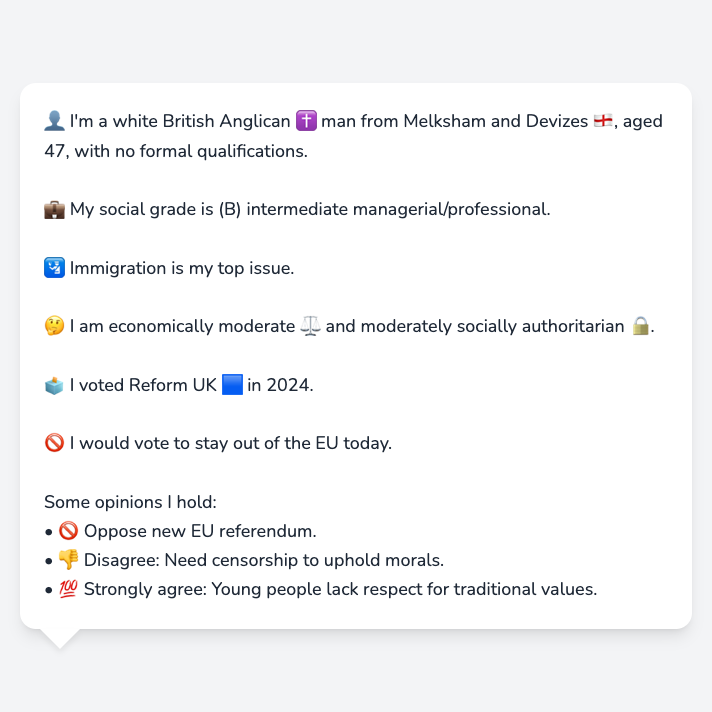 👤 I'm a white British Anglican ✝️ man from Melksham and Devizes 🏴󠁧󠁢󠁥󠁮󠁧󠁿, aged
47, with no formal qualifications.
💼 My social grade is (B) intermediate managerial/professional.
🛂 Immigration is my top issue.
🤔 I am economically moderate ⚖️ and moderately socially authoritarian 🔒.
🗳️ I voted Reform UK 🟦 in 2024.
🚫 I would vote to stay out of the EU today.
Some opinions I hold:
• 🚫 Oppose new EU referendum.
• 👎 Disagree: Need censorship to uphold morals.
• 💯 Strongly agree: Young people lack respect for traditional values.